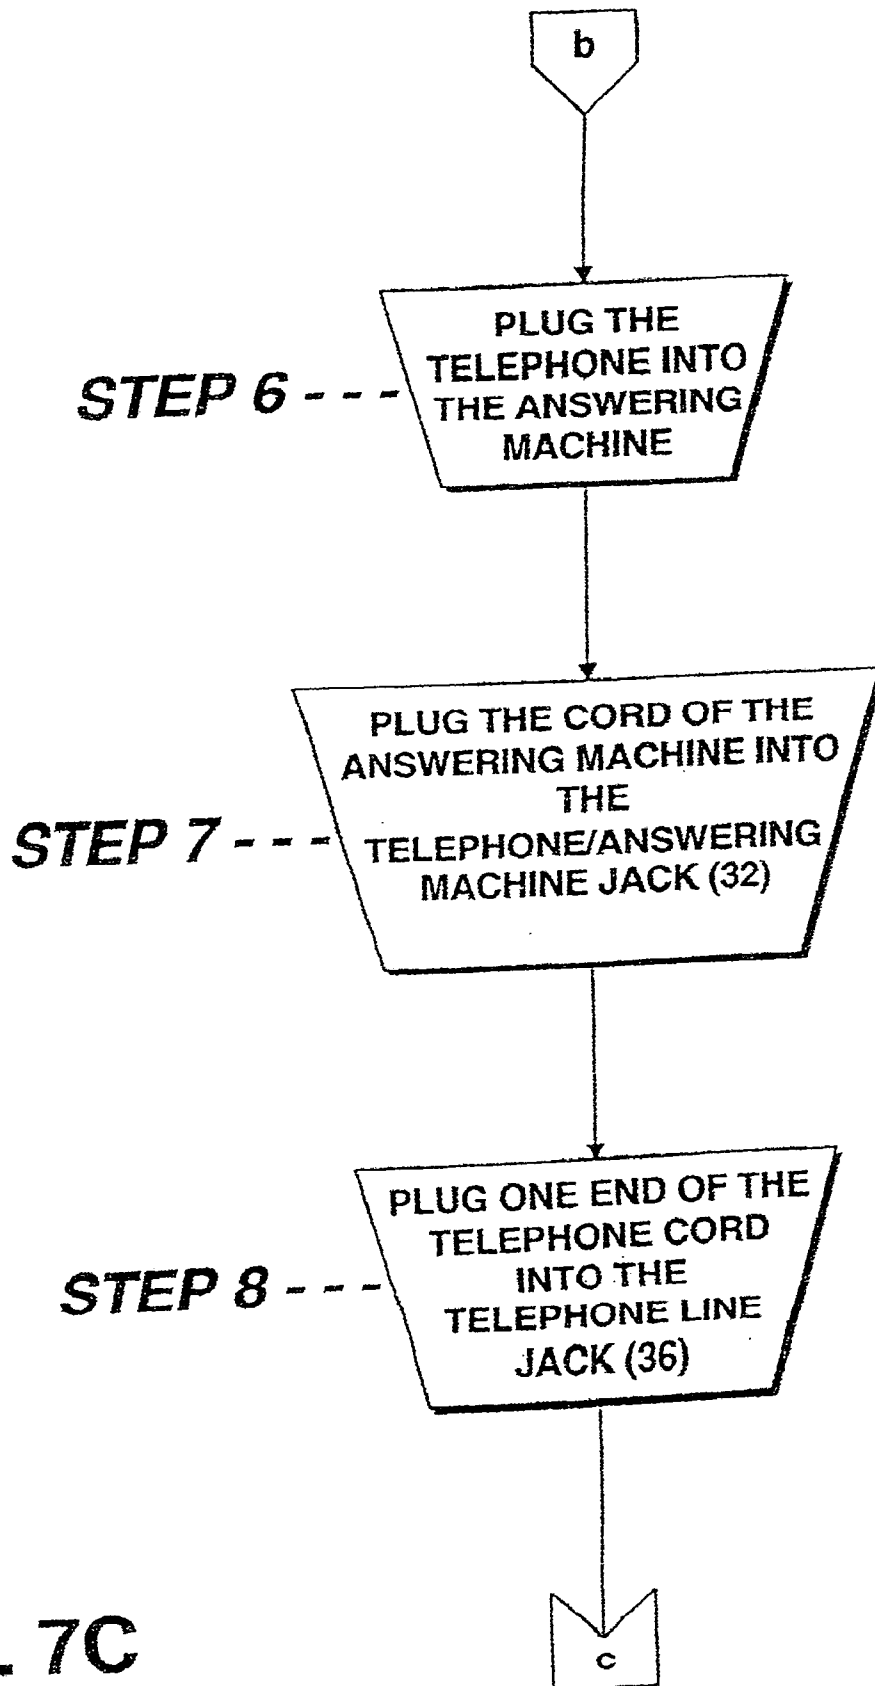 b
PLUG THE
TELEPHONE INTO
THE ANSWERING
MACHINE
STEP 6 - - -
PLUG THE CORD OF THE
ANSWERING MACHINE INTO
THE
TELEPHONE/ANSWERING
MACHINE JACK (32)
STEP 7 - - -
PLUG ONE END OF THE
TELEPHONE CORD
INTO THE
TELEPHONE LINE
JACK (36)
STEP 8 - - -
. 7C
c